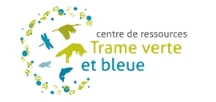 centre de ressources
Trame verte
et bleue